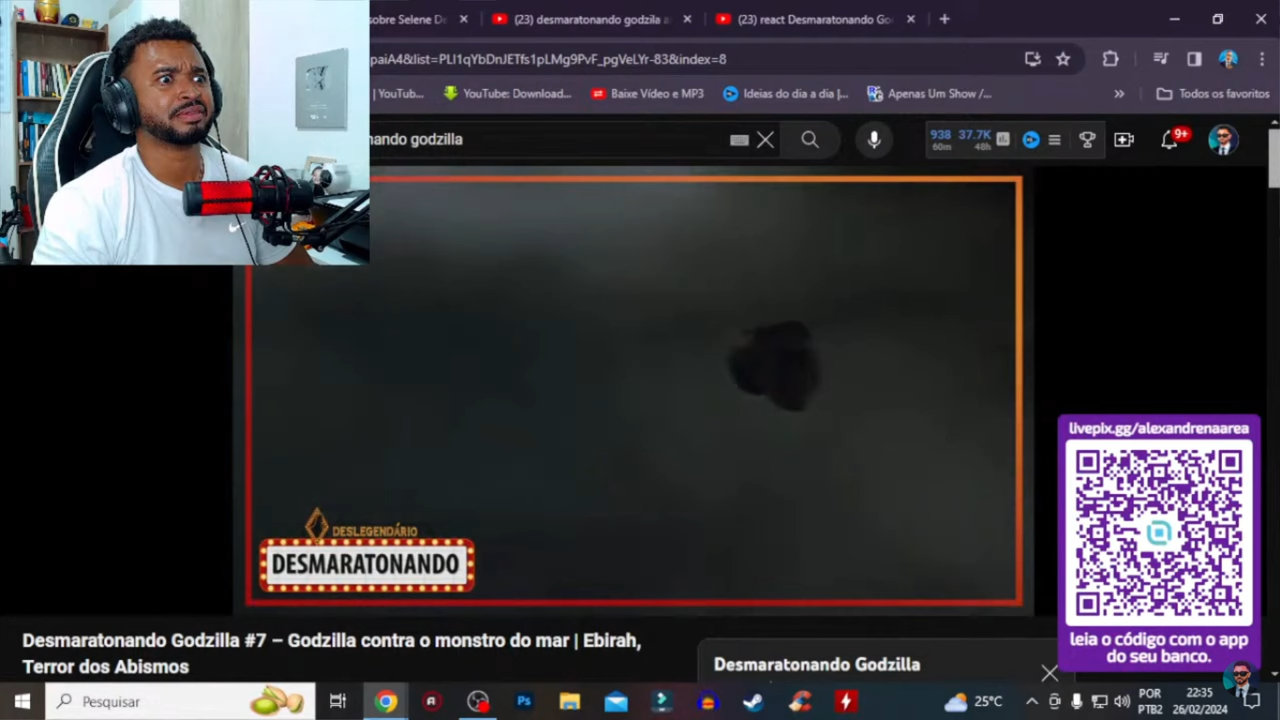 sobre Selene De
(23) desmaratonando godzila a
(23) react Desmaratonando Go
paiA4&list=PLI1qYbDnJETfs1pLMg9PvF_pgVeLYr-83&index=8
| YouTub...
YouTube: Download...
Baixe Vídeo e MP3
Ideias do dia a dia |...
Apenas Um Show /...
»
Todos os favoritos
nando godzilla
938 37.7K
60m 48h
9+
livepix.gg/alexandrenaarea
DESLEGENDÁRIO
DESMARATONANDO
leia o código com o app
do seu banco.
Desmaratonando Godzilla #7 – Godzilla contra o monstro do mar | Ebirah,
Terror dos Abismos
Desmaratonando Godzilla
Pesquisar
Ps
25°C
POR
PTB2
22:35
26/02/2024